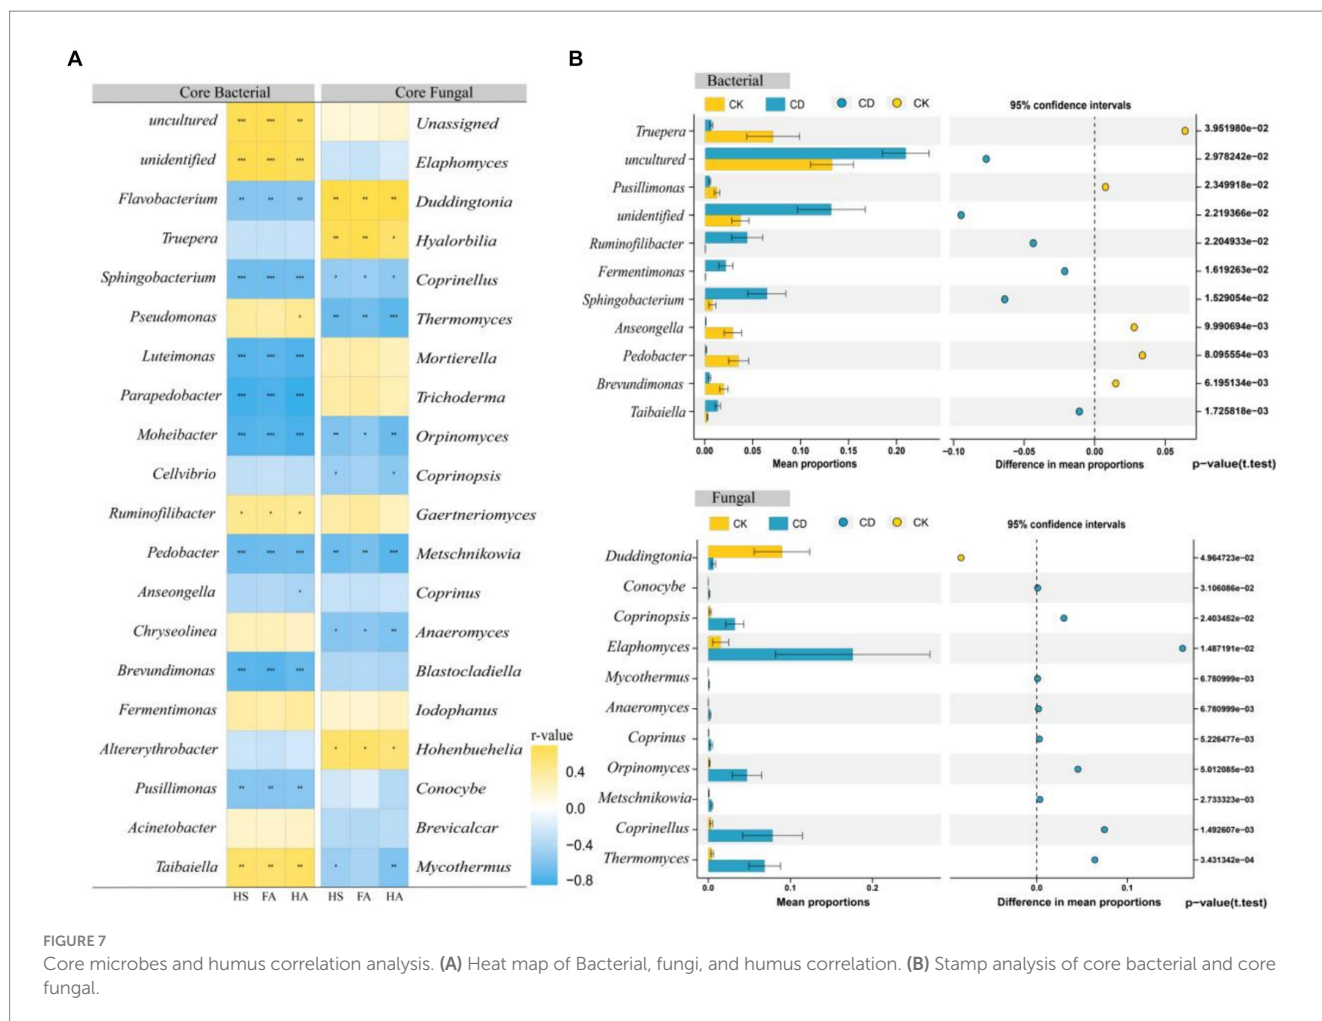 A
Core Bacterial Core Fungal
uncultured *** *** ** Unassigned
unidentified *** *** *** Elaphomyces
Flavobacterium ** ** ** ** ** ** Duddingtonia
Truepera ** ** * Hyalorbilia
Sphingobacterium *** *** *** * * * Coprinellus
Pseudomonas * ** ** *** Thermomyces
Luteimonas *** *** *** Mortierella
Parapedobacter *** *** *** Trichoderma
Moheibacter *** *** *** ** * ** Orpinomyces
Cellvibrio * * Coprinopsis
Ruminofilibacter * * * Gaertneriomyces
Pedobacter *** *** *** ** ** *** Metschnikowia
Anseongella * Coprinus
Chryseolinea * * ** Anaeromyces
Brevundimonas *** *** *** Blastocladiella
Fermentimonas Iodophanus
Altererythrobacter * * * Hohenbuehelia
Pusillimonas ** ** ** Conocybe
Acinetobacter Brevicalcar
Taibaiella ** ** ** * ** Mycothermus
HS FA HA HS FA HA
r-value
0.4
0.0
−0.4
−0.8
B
Bacterial
CK CD CD CK 95% confidence intervals
Truepera 3.951980e−02
uncultured 2.978242e−02
Pusillimonas 2.349918e−02
unidentified 2.219366e−02
Ruminofilibacter 2.204933e−02
Fermentimonas 1.619263e−02
Sphingobacterium 1.529054e−02
Anseongella 9.990694e−03
Pedobacter 8.095554e−03
Brevundimonas 6.195134e−03
Taibaiella 1.725818e−03
0.00 0.05 0.10 0.15 0.20 −0.10 −0.05 0.00 0.05
Mean proportions Difference in mean proportions p−value(t.test)
Fungal
CK CD CD CK 95% confidence intervals
Duddingtonia 4.964723e−02
Conocybe 3.106086e−02
Coprinopsis 2.403452e−02
Elaphomyces 1.487191e−02
Mycothermus 6.780999e−03
Anaeromyces 6.780999e−03
Coprinus 5.226477e−03
Orpinomyces 5.012085e−03
Metschnikowia 2.733323e−03
Coprinellus 1.492607e−03
Thermomyces 3.431342e−04
0.0 0.1 0.2 0.0 0.1
Mean proportions Difference in mean proportions p−value(t.test)
FIGURE 7
Core microbes and humus correlation analysis. (A) Heat map of Bacterial, fungi, and humus correlation. (B) Stamp analysis of core bacterial and core
fungal.